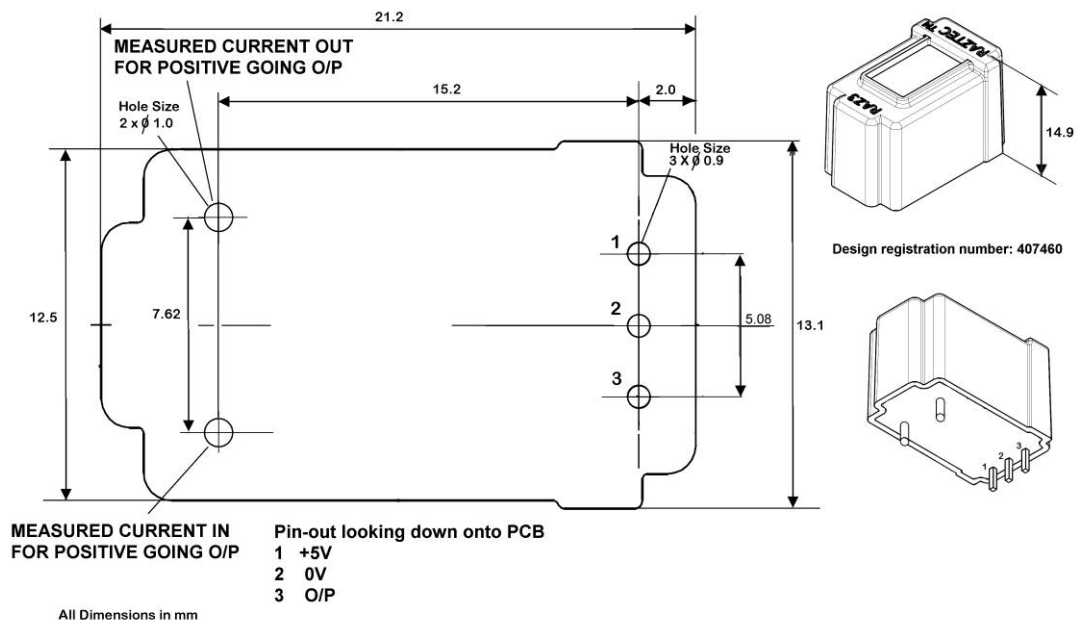 21.2
MEASURED CURRENT OUT
FOR POSITIVE GOING O/P
15.2
2.0
Hole Size
2 x ϕ 1.0
Hole Size
3 X ϕ 0.9
RAZTEC TM
RAZ3
14.9
Design registration number: 407460
1
12.5
7.62
2
5.08
13.1
3
1
2
3
MEASURED CURRENT IN
FOR POSITIVE GOING O/P
Pin-out looking down onto PCB
1 +5V
2 0V
3 O/P
All Dimensions in mm